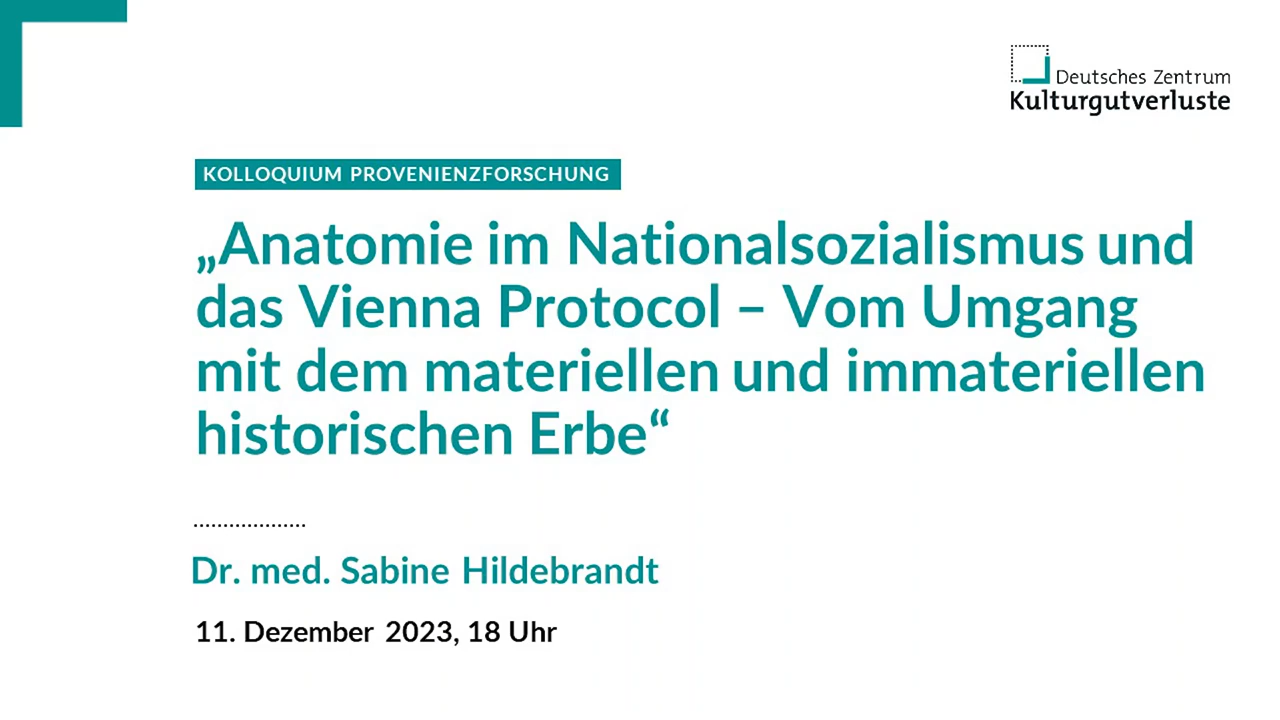 Deutsches Zentrum
Kulturgutverluste
KOLLOQUIUM PROVENIENZFORSCHUNG
„Anatomie im Nationalsozialismus und
das Vienna Protocol – Vom Umgang
mit dem materiellen und immateriellen
historischen Erbe“
Dr. med. Sabine Hildebrandt
11. Dezember 2023, 18 Uhr